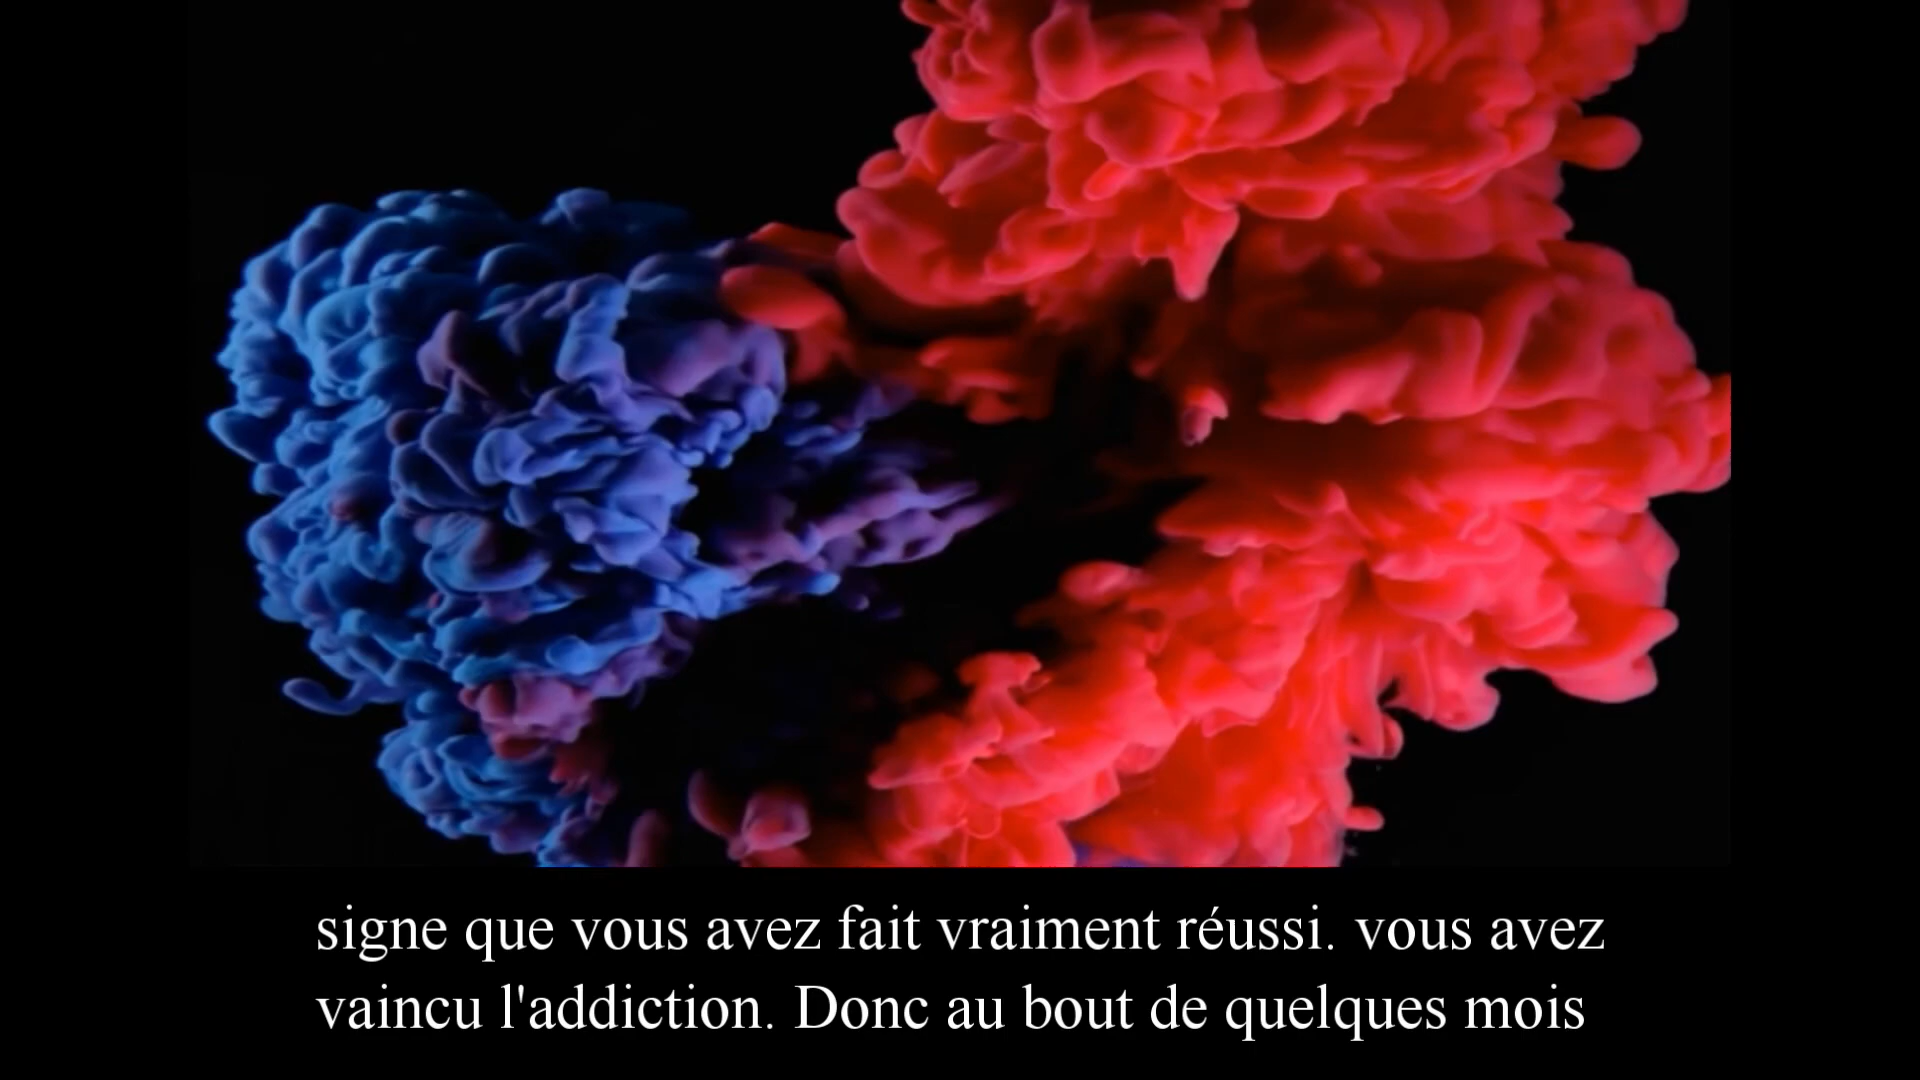 signe que vous avez fait vraiment réussi. vous avez
vaincu l'addiction. Donc au bout de quelques mois